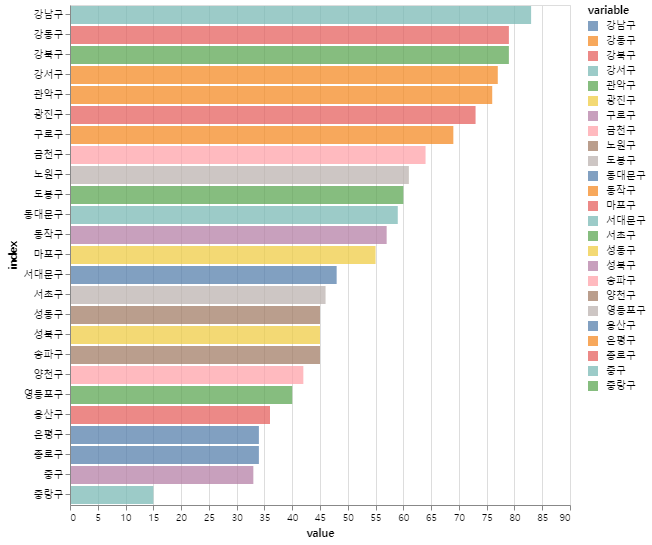 강남구
강동구
강북구
강서구
관악구
광진구
구로구
금천구
노원구
도봉구
동대문구
동작구
마포구
서대문구
서초구
성동구
성북구
송파구
양천구
영등포구
용산구
은평구
종로구
중구
중랑구
index
0 5 10 15 20 25 30 35 40 45 50 55 60 65 70 75 80 85 90
value
variable
강남구
강동구
강북구
강서구
관악구
광진구
구로구
금천구
노원구
도봉구
동대문구
동작구
마포구
서대문구
서초구
성동구
성북구
송파구
양천구
영등포구
용산구
은평구
종로구
중구
중랑구